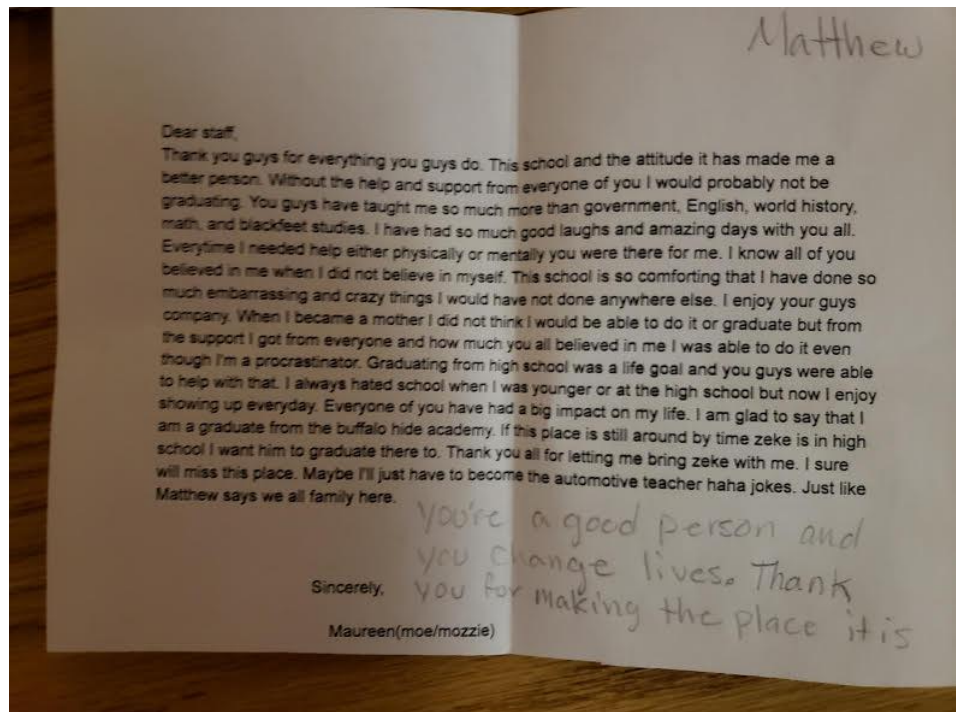 Matthew
Dear staff,
Thank you guys for everything you guys do. This school and the attitude it has made me a
better person. Without the help and support from everyone of you I would probably not be
graduating. You guys have taught me so much more than government, English, world history,
math, and blackfeet studies. I have had so much good laughs and amazing days with you all.
Everytime I needed help either physically or mentally you were there for me. I know all of you
believed in me when I did not believe in myself. This school is so comforting that I have done so
much embarrassing and crazy things I would have not done anywhere else. I enjoy your guys
company. When I became a mother I did not think I would be able to do it or graduate but from
the support I got from everyone and how much you all believed in me I was able to do it even
though I'm a procrastinator. Graduating from high school was a life goal and you guys were able
to help with that. I always hated school when I was younger or at the high school but now I enjoy
showing up everyday. Everyone of you have had a big impact on my life. I am glad to say that I
am a graduate from the buffalo hide academy. If this place is still around by time zeke is in high
school I want him to graduate there to. Thank you all for letting me bring zeke with me. I sure
will miss this place. Maybe I'll just have to become the automotive teacher haha jokes. Just like
Matthew says we all family here.
you're a good person and
you change lives. Thank
you for making the place it is
Sincerely,
Maureen(moe/mozzie)